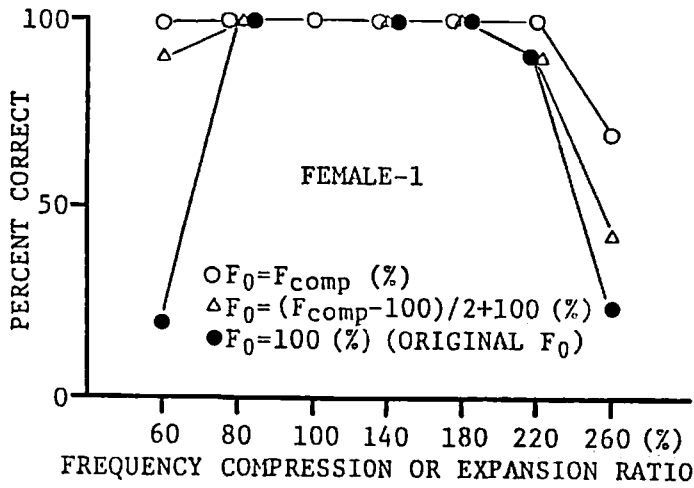 100
50
0
PERCENT CORRECT
FEMALE-1
○F₀=Fcomp (%)
△F₀=(Fcomp-100)/2+100 (%)
●F₀=100 (%) (ORIGINAL F₀)
60 80 100 140 180 220 260 (%)
FREQUENCY COMPRESSION OR EXPANSION RATIO